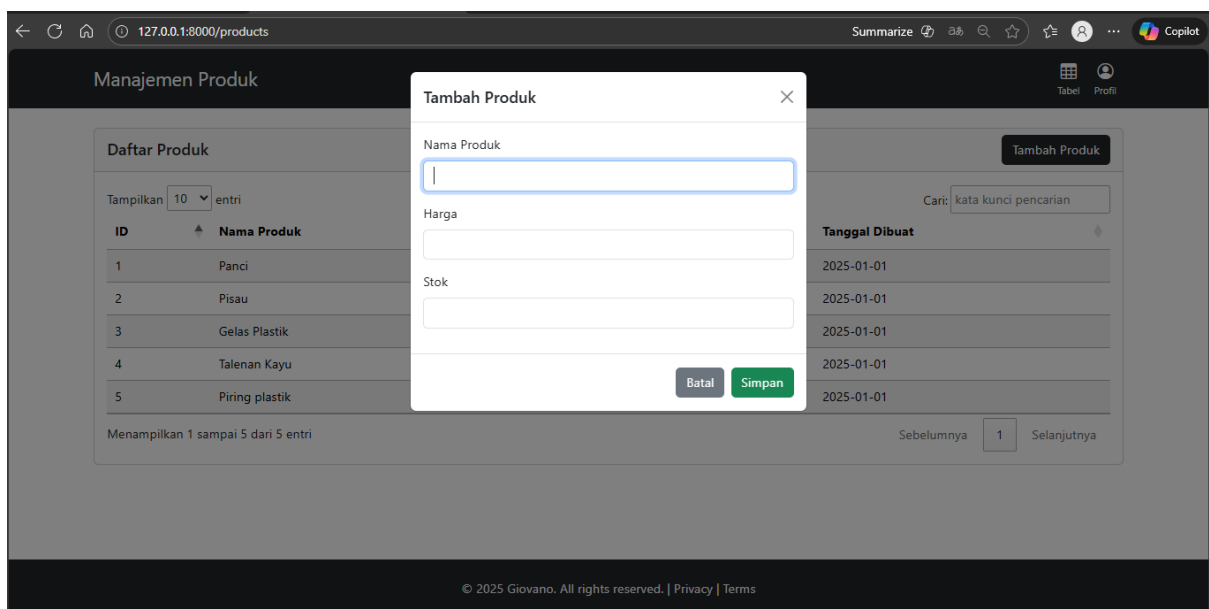 127.0.0.1:8000/products
Summarize
Copilot
Manajemen Produk
Tabel
Profil
Tambah Produk
Nama Produk
Harga
Stok
Batal
Simpan
Daftar Produk
Tambah Produk
Tampilkan 10 entri
Cari: kata kunci pencarian
ID Nama Produk Tanggal Dibuat
1 Panci 2025-01-01
2 Pisau 2025-01-01
3 Gelas Plastik 2025-01-01
4 Talenan Kayu 2025-01-01
5 Piring plastik 2025-01-01
Menampilkan 1 sampai 5 dari 5 entri
Sebelumnya 1 Selanjutnya
© 2025 Giovano. All rights reserved. | Privacy | Terms